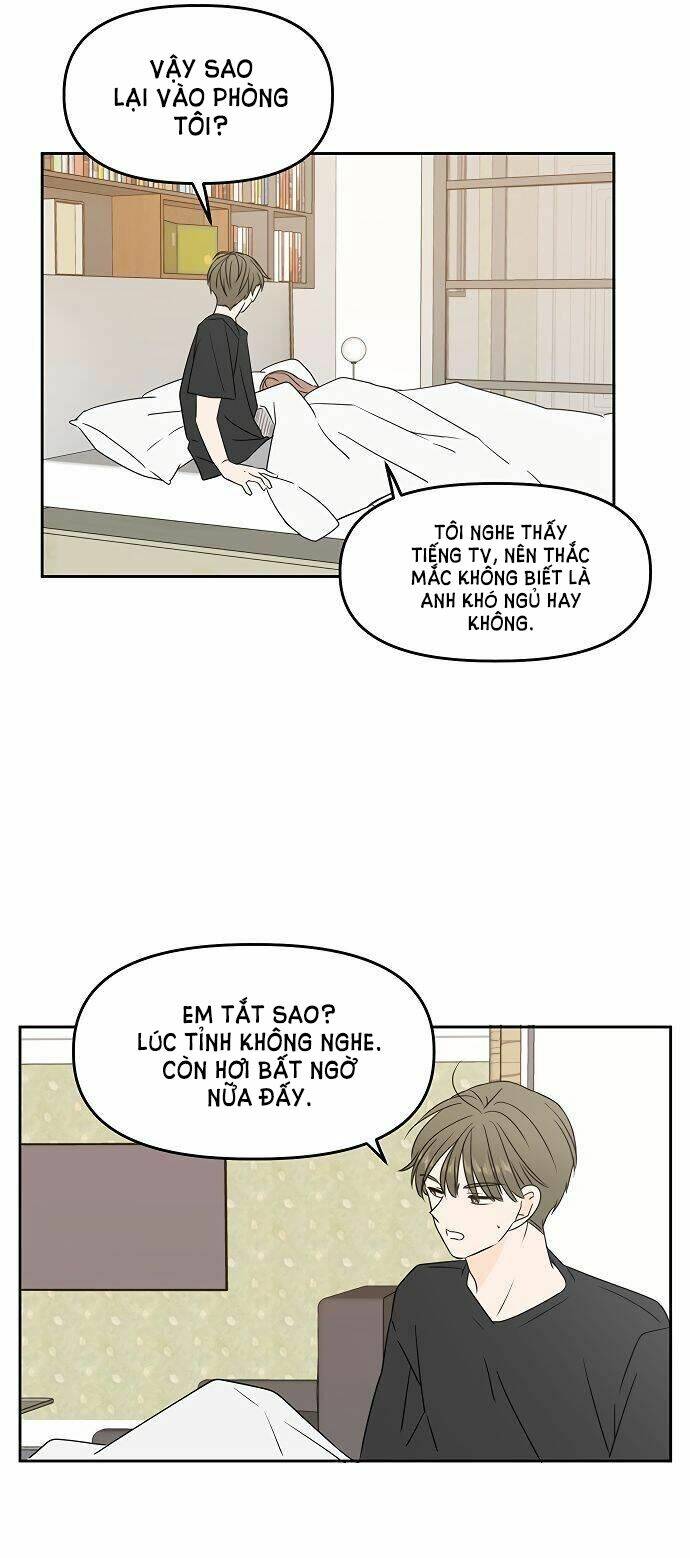 VẬY SAO
LẠI VÀO PHÒNG
TÔI?
TÔI NGHE THẤY
TIẾNG TV, NÊN THẮC
MẮC KHÔNG BIẾT LÀ
ANH KHÓ NGỦ HAY
KHÔNG.
EM TẮT SAO?
LÚC TỈNH KHÔNG NGHE.
CÒN HƠI BẤT NGỜ
NỮA ĐẤY.